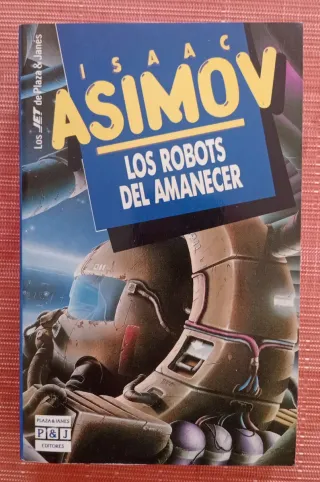 Los JET de Plaza & Janés
ISAAC
ASIMOV
LOS ROBOTS
DEL AMANECER
PLAZA & JANES
P&J
EDITORES